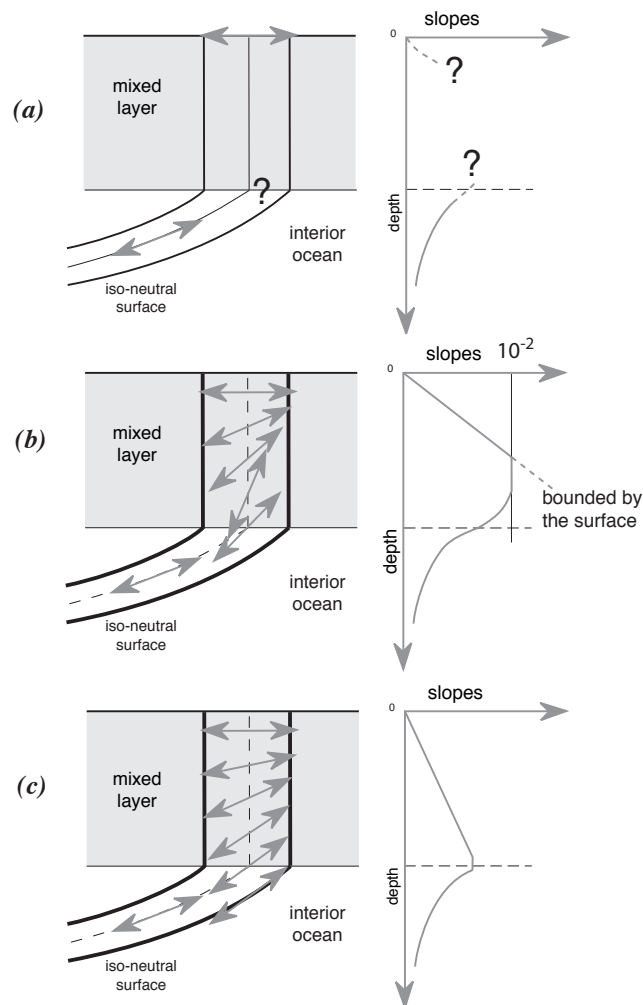 (a)
mixed
layer
?
interior
ocean
iso-neutral
surface
slopes
0
?
?
depth
(b)
mixed
layer
interior
ocean
iso-neutral
surface
slopes
10-2
0
bounded by
the surface
depth
(c)
mixed
layer
interior
ocean
iso-neutral
surface
slopes
0
depth